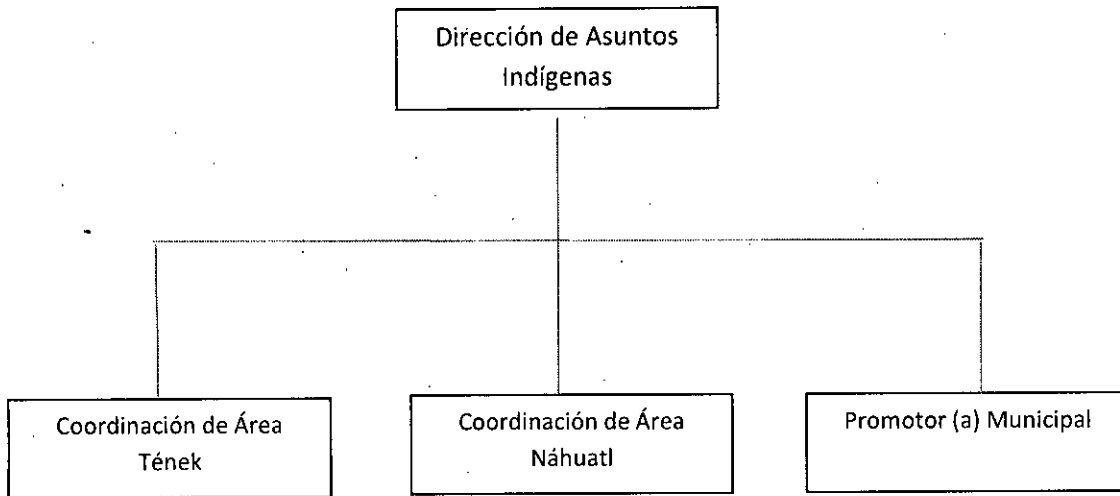 Dirección de Asuntos
Indígenas
Coordinación de Área
Tének
Coordinación de Área
Náhuatl
Promotor (a) Municipal